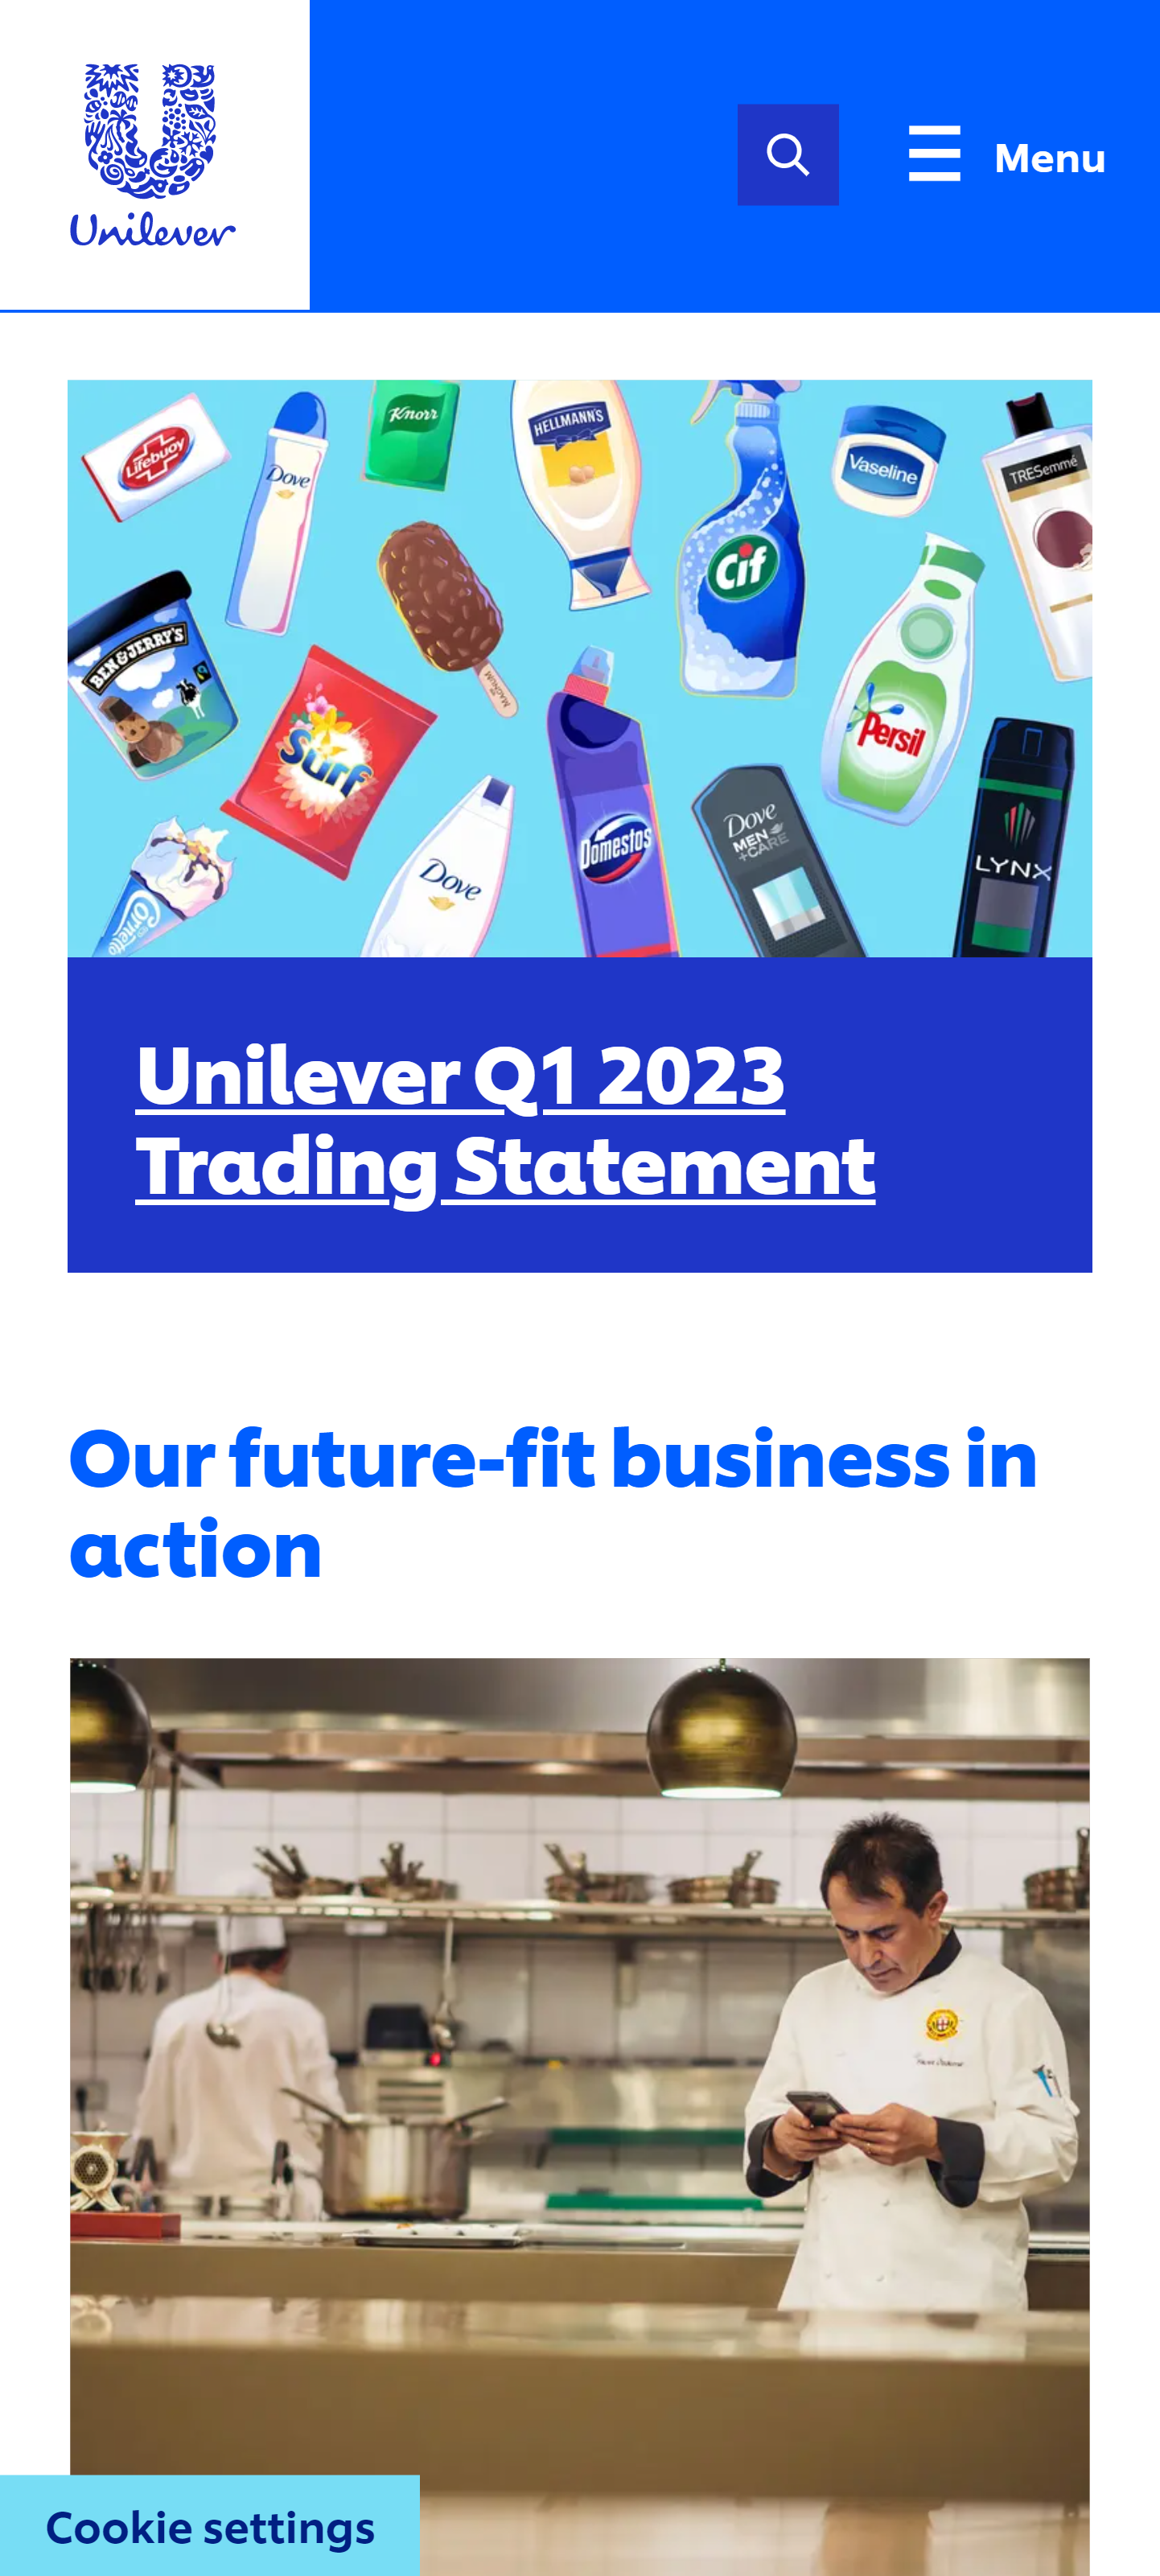 Unilever
Menu
Lifebuoy
Dove
Knorr
HELLMANN'S
Cif
Vaseline
TRESemmé
BEN & JERRY'S
Surf
MAGNUM
Persil
Cornetto
Dove
Domestos
Dove
MEN
+CARE
LYNX
Unilever Q1 2023
Trading Statement
Our future-fit business in
action
Cookie settings